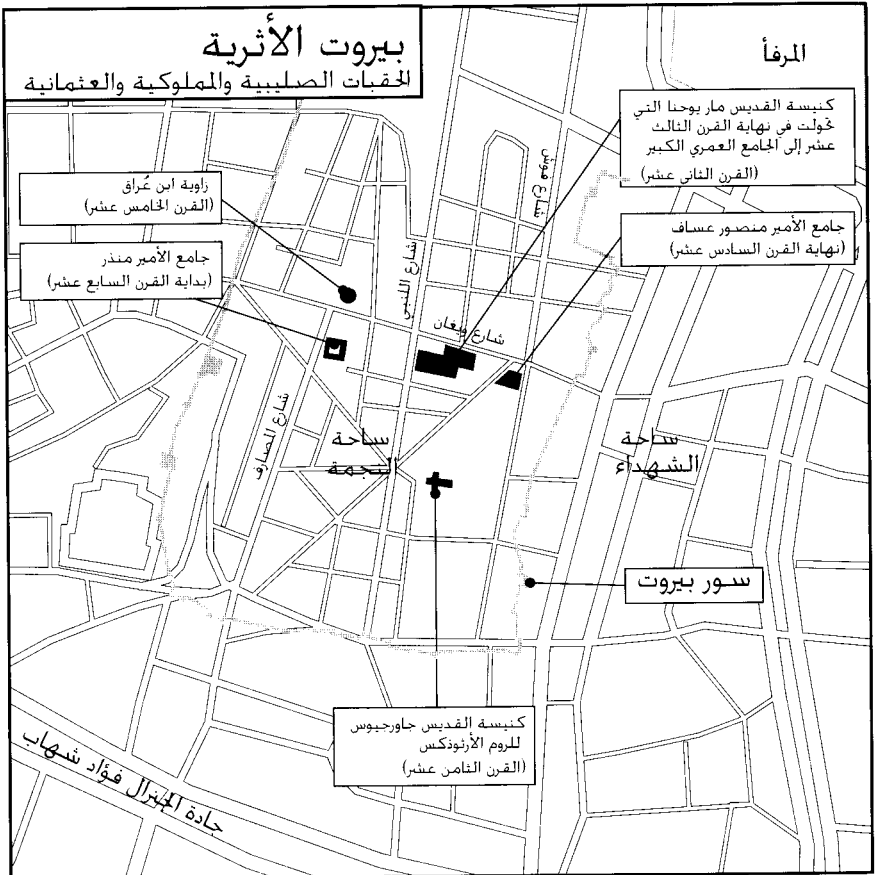 بيروت الأثرية
الحقبات الصليبية والمملوكية والعثمانية
المرفأ
كنيسة القديس مار يوحنا التي
تحولت في نهاية القرن الثالث
عشر إلى الجامع العمري الكبير
(القرن الثاني عشر)
زاوية ابن عُراق
(القرن الخامس عشر)
جامع الأمير منصور عساف
(نهاية القرن السادس عشر)
جامع الأمير منذر
(بداية القرن السابع عشر)
شارع فوش
شارع اللنبي
شارع ويغان
شارع المصارف
ساحة
النجمة
ساحة
الشهداء
سور بيروت
كنيسة القديس جاورجيوس
للروم الأرثوذكس
(القرن الثامن عشر)
جادة الجنرال فؤاد شهاب